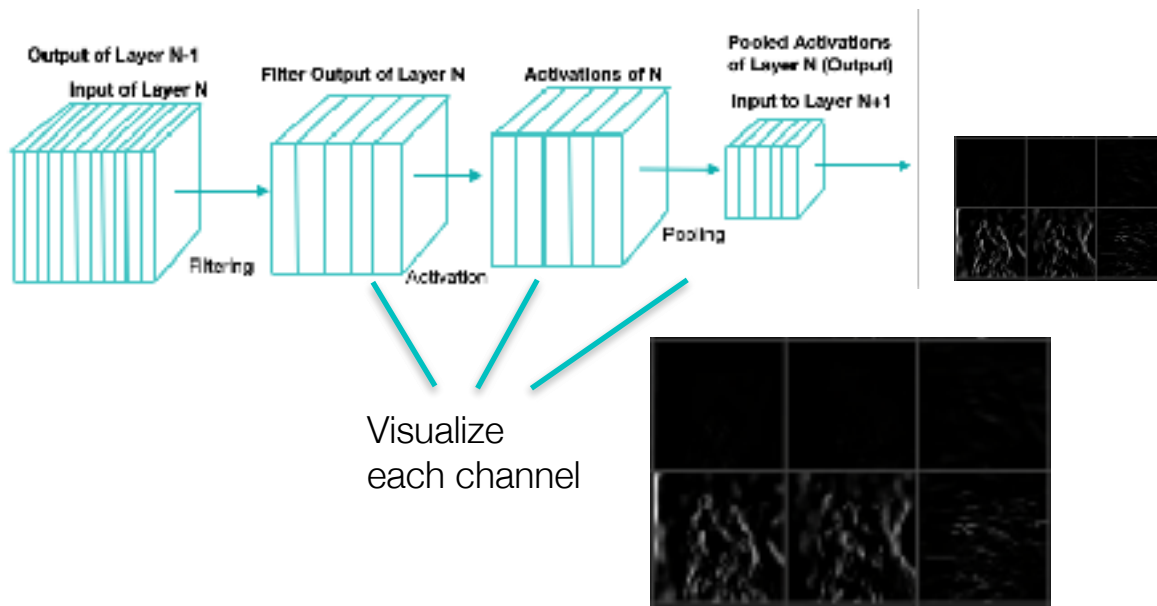 Output of Layer N-1
Input of Layer N
Filter Output of Layer N
Activations of N
Pooled Activations
of Layer N (Output)
Input to Layer N+1
Filtering
Activation
Pooling
Visualize
each channel